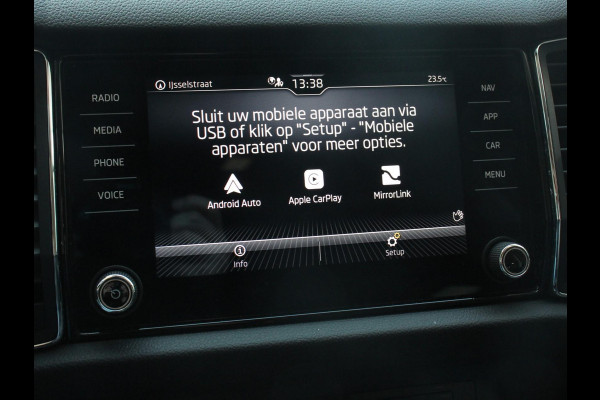 IJsselstraat
13:38
23.5°C
Sluit uw mobiele apparaat aan via
USB of klik op "Setup" - "Mobiele
apparaten" voor meer opties.
Android Auto
Apple CarPlay
MirrorLink
Info
Setup
RADIO
MEDIA
PHONE
VOICE
NAV
APP
CAR
MENU